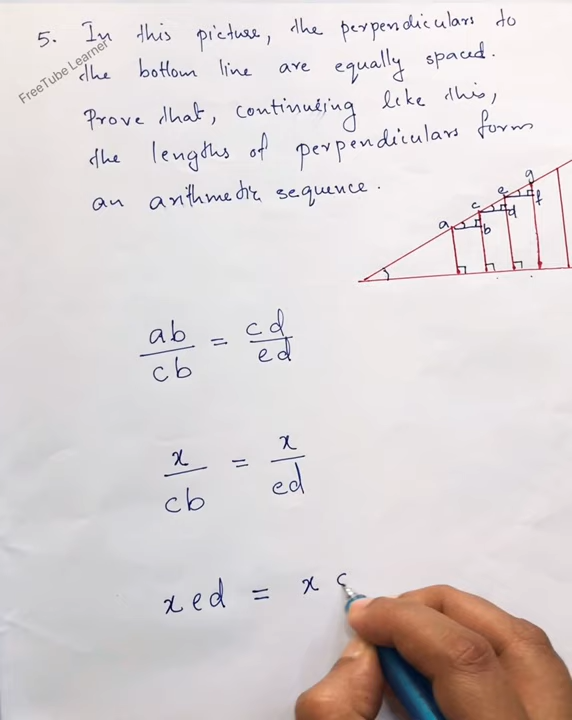 5. In this picture, the perpendiculars to
the bottom line are equally spaced.
FreeTube Learner
Prove that, continuing like this,
the lengths of perpendiculars form
an arithmetic sequence.
g
e
f
c
d
a
b
ab/cb = cd/ed
x/cb = x/ed
x ed = x c